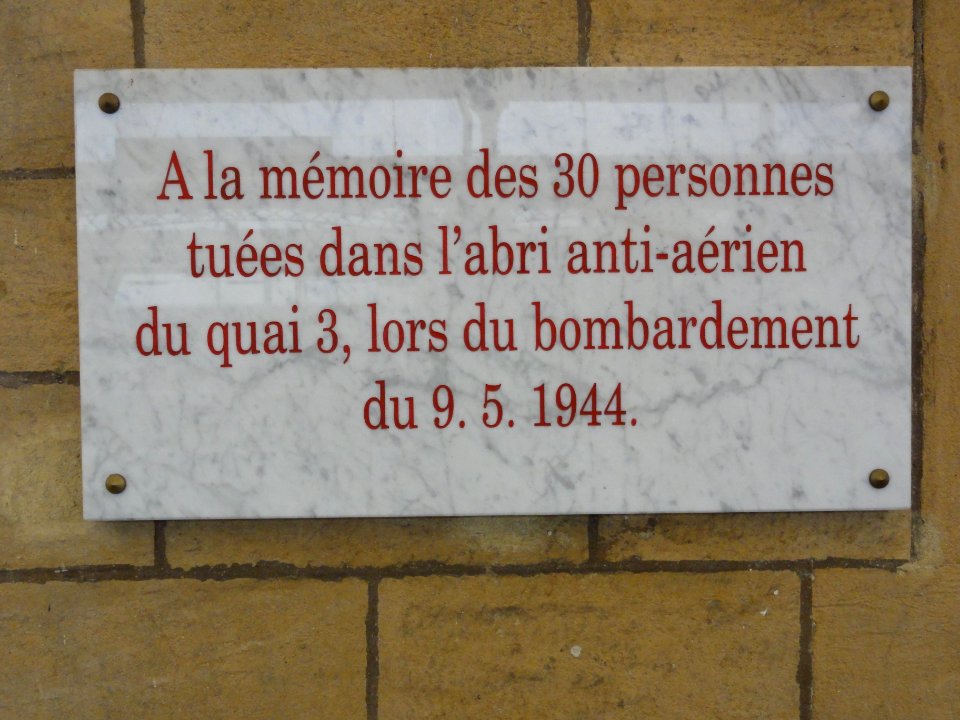 A la mémoire des 30 personnes
tuées dans l’abri anti-aérien
du quai 3, lors du bombardement
du 9. 5. 1944.